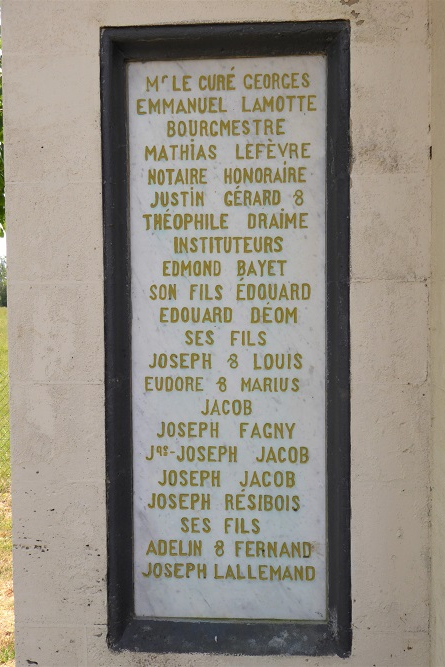 Mr LE CURÉ GEORGES
EMMANUEL LAMOTTE
BOURGMESTRE
MATHIAS LEFÈVRE
NOTAIRE HONORAIRE
JUSTIN GÉRARD &
THÉOPHILE DRAIME
INSTITUTEURS
EDMOND BAYET
SON FILS ÉDOUARD
EDOUARD DÉOM
SES FILS
JOSEPH & LOUIS
EUDORE & MARIUS
JACOB
JOSEPH FAGNY
Jqs-JOSEPH JACOB
JOSEPH JACOB
JOSEPH RÉSIBOIS
SES FILS
ADELIN & FERNAND
JOSEPH LALLEMAND